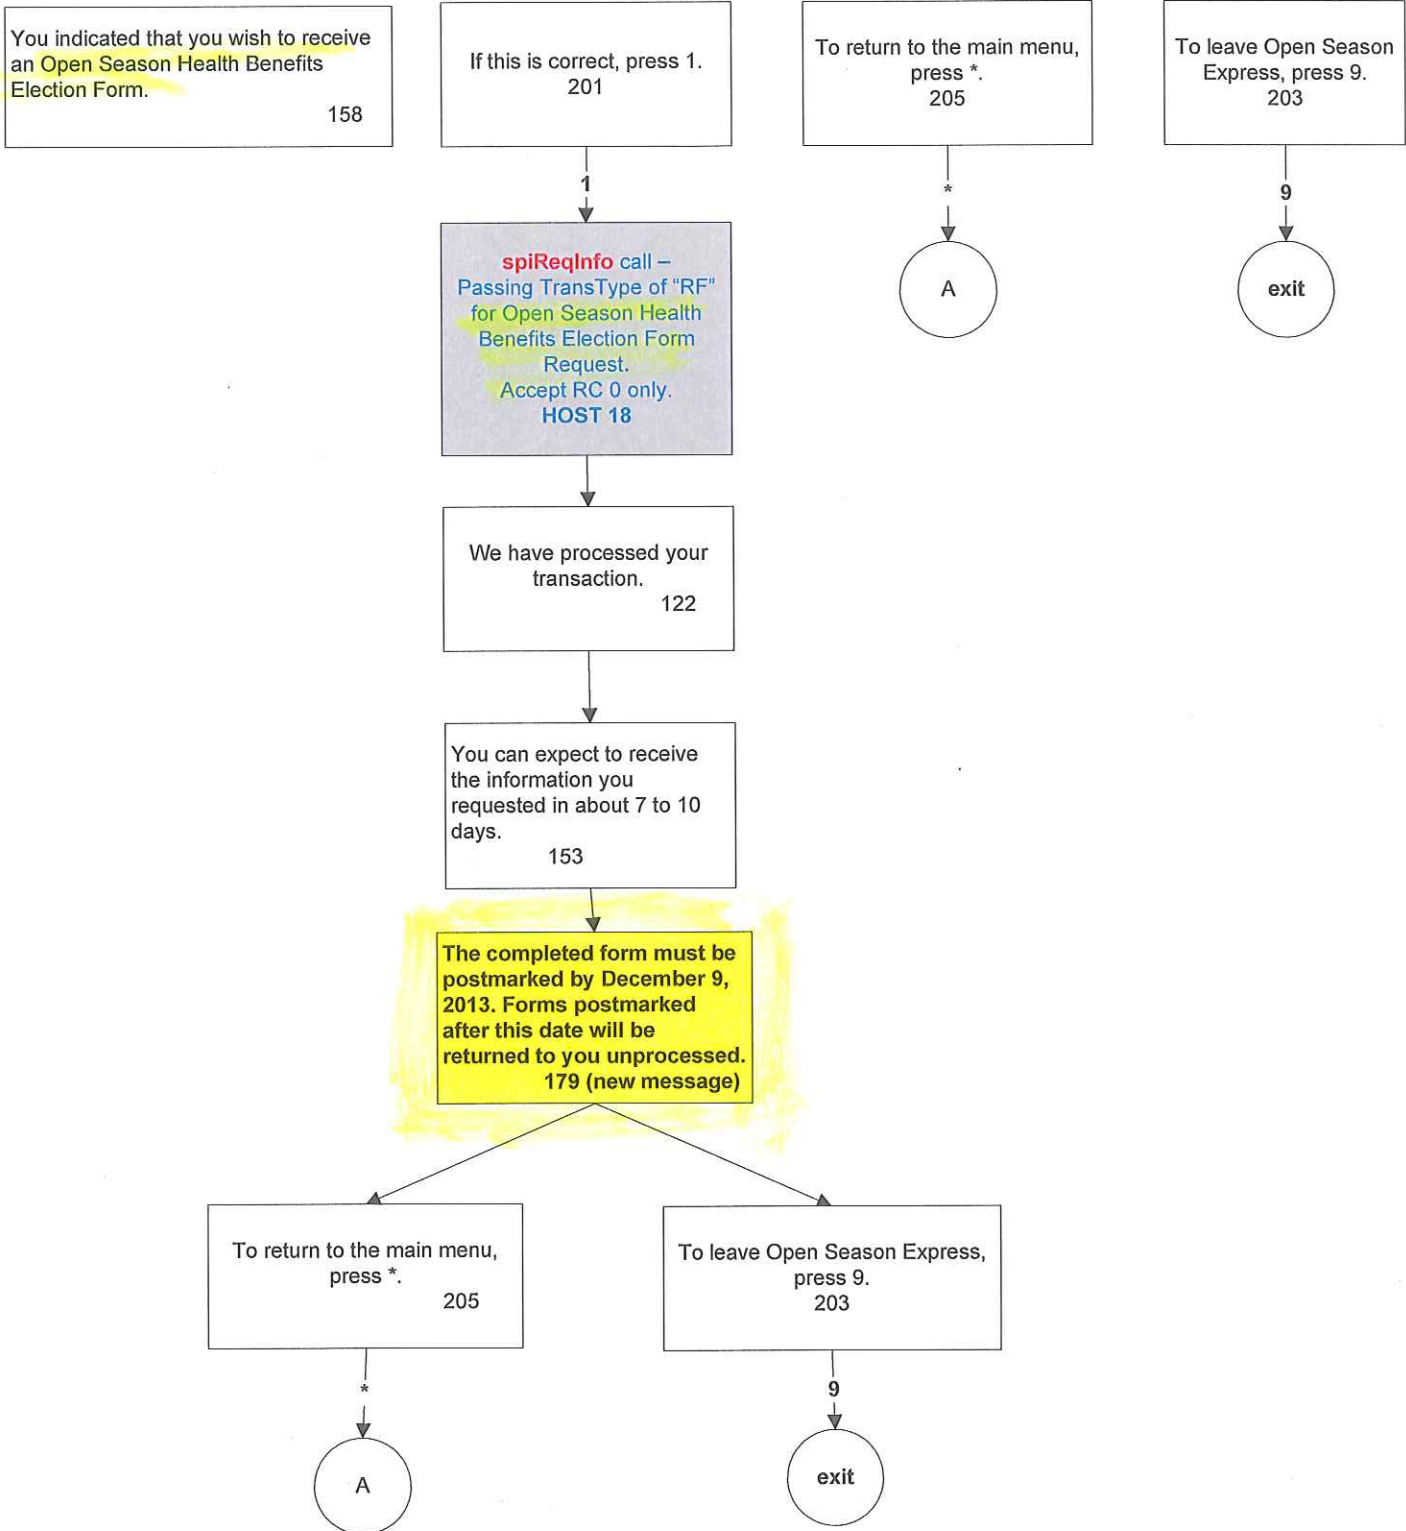 You indicated that you wish to receive
an Open Season Health Benefits
Election Form.
158
If this is correct, press 1.
201
To return to the main menu,
press *.
205
To leave Open Season
Express, press 9.
203
1
*
9
spiReqInfo call –
Passing TransType of “RF”
for Open Season Health
Benefits Election Form
Request.
Accept RC 0 only.
HOST 18
A
exit
We have processed your
transaction.
122
You can expect to receive
the information you
requested in about 7 to 10
days.
153
The completed form must be
postmarked by December 9,
2013. Forms postmarked
after this date will be
returned to you unprocessed.
179 (new message)
To return to the main menu,
press *.
205
To leave Open Season Express,
press 9.
203
*
9
A
exit